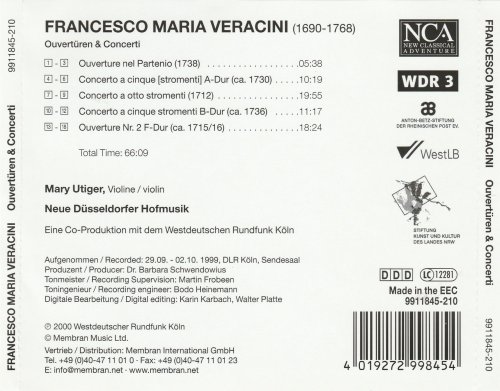 FRANCESCO MARIA VERACINI (1690-1768)
Ouvertüren & Concerti
1 - 3 Ouverture nel Partenio (1738) 05:38
4 - 6 Concerto a cinque [stromenti] A-Dur (ca. 1730) 10:19
7 - 9 Concerto a otto stromenti (1712) 19:55
10 - 12 Concerto a cinque stromenti B-Dur (ca. 1736) 11:17
13 - 18 Ouverture Nr. 2 F-Dur (ca. 1715/16) 18:24
Total Time: 66:09
Mary Utiger, Violine / violin
Neue Düsseldorfer Hofmusik
Eine Co-Produktion mit dem Westdeutschen Rundfunk Köln
Aufgenommen / Recorded: 29.09. - 02.10. 1999, DLR Köln, Sendesaal
Produzent / Producer: Dr. Barbara Schwendowius
Tonmeister / Recording Supervision: Martin Frobeen
Toningenieur / Recording engineer: Bodo Heinemann
Digitale Bearbeitung / Digital editing: Karin Karbach, Walter Platte
℗ 2000 Westdeutscher Rundfunk Köln
© Membran Music Ltd.
Vertrieb / Distribution: Membran International GmbH
Tel. +49 (0)40-47 11 01 0 Fax. +49 (0)40-47 11 01 23
E: info@membran.net • www.membran.net
NCA
NEW CLASSICAL
ADVENTURE
WDR 3
ANTON-BETZ-STIFTUNG
DER RHEINISCHEN POST EV.
WestLB
STIFTUNG
KUNST UND KULTUR
DES LANDES NRW
DDD LC 12281
Made in the EEC
9911845-210
4 019272 998454
FRANCESCO MARIA VERACINI Ouvertüren & Concerti 9911845-210
FRANCESCO MARIA VERACINI Ouvertüren & Concerti 9911845-210